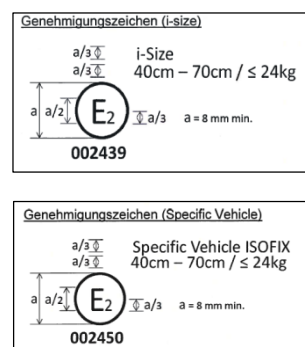 Genehmigungszeichen (i-size)
a/3 i-Size
a/3 40cm – 70cm / ≤ 24kg
a a/2 E2 a/3 a = 8 mm min.
002439
Genehmigungszeichen (Specific Vehicle)
a/3 Specific Vehicle ISOFIX
a/3 40cm – 70cm / ≤ 24kg
a a/2 E2 a/3 a = 8 mm min.
002450